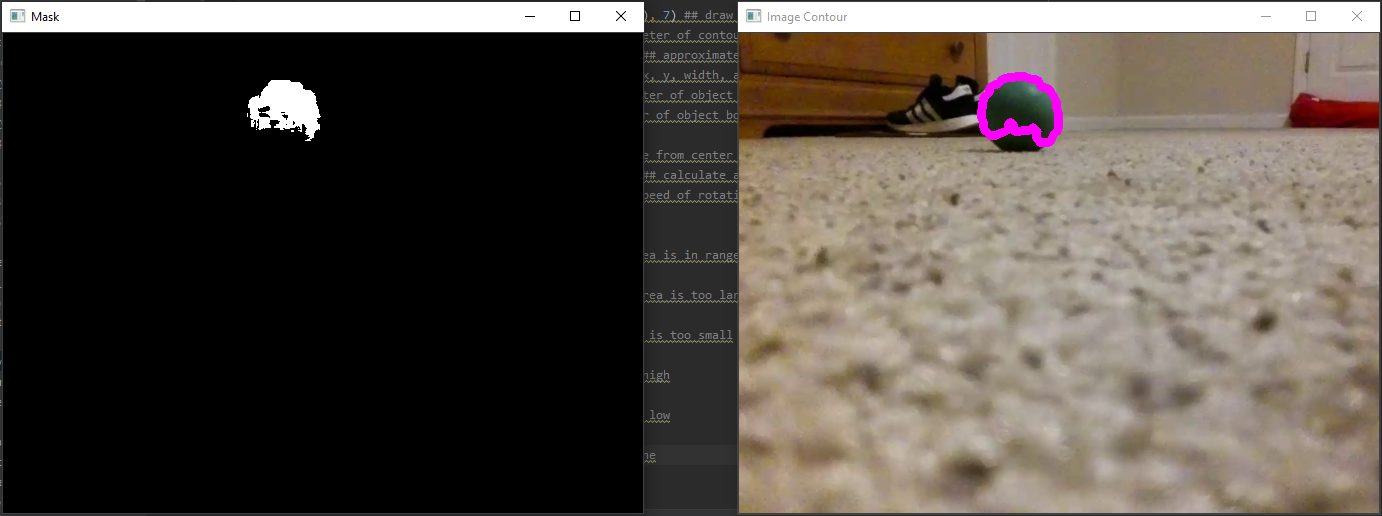 Mask
), 7) ## draw
Image Contour
eter of contou
## approximate
x, y, width, a
ter of object
r of object bo
e from center
## calculate a
peed of rotati
ea is in range
rea is too lar
is too small
high
low
ne